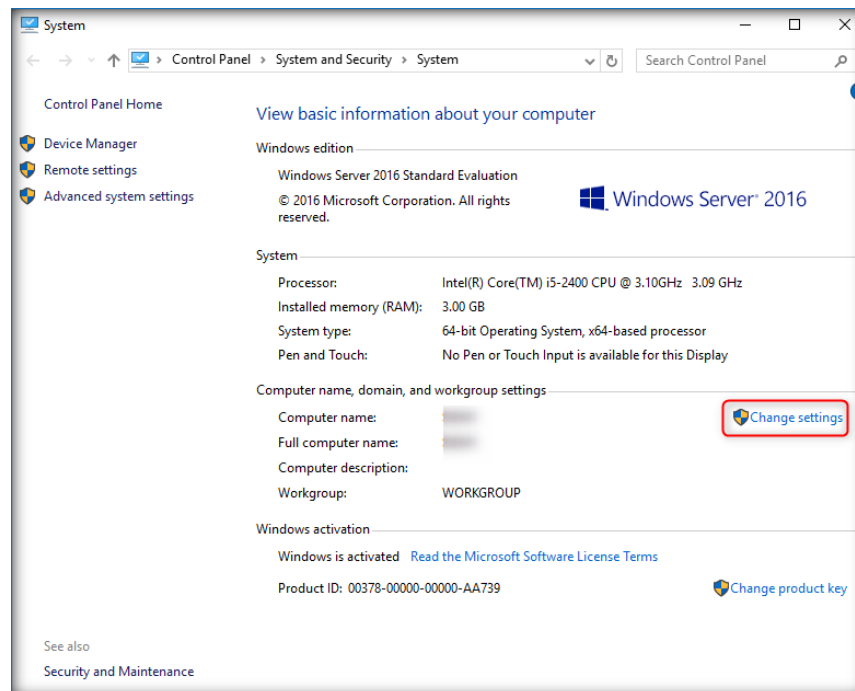 System
Control Panel > System and Security > System
Search Control Panel
Control Panel Home
Device Manager
Remote settings
Advanced system settings
View basic information about your computer
Windows edition
Windows Server 2016 Standard Evaluation
© 2016 Microsoft Corporation. All rights
reserved.
Windows Server® 2016
System
Processor: Intel(R) Core(TM) i5-2400 CPU @ 3.10GHz 3.09 GHz
Installed memory (RAM): 3.00 GB
System type: 64-bit Operating System, x64-based processor
Pen and Touch: No Pen or Touch Input is available for this Display
Computer name, domain, and workgroup settings
Computer name:
Change settings
Full computer name:
Computer description:
Workgroup: WORKGROUP
Windows activation
Windows is activated Read the Microsoft Software License Terms
Product ID: 00378-00000-00000-AA739
Change product key
See also
Security and Maintenance